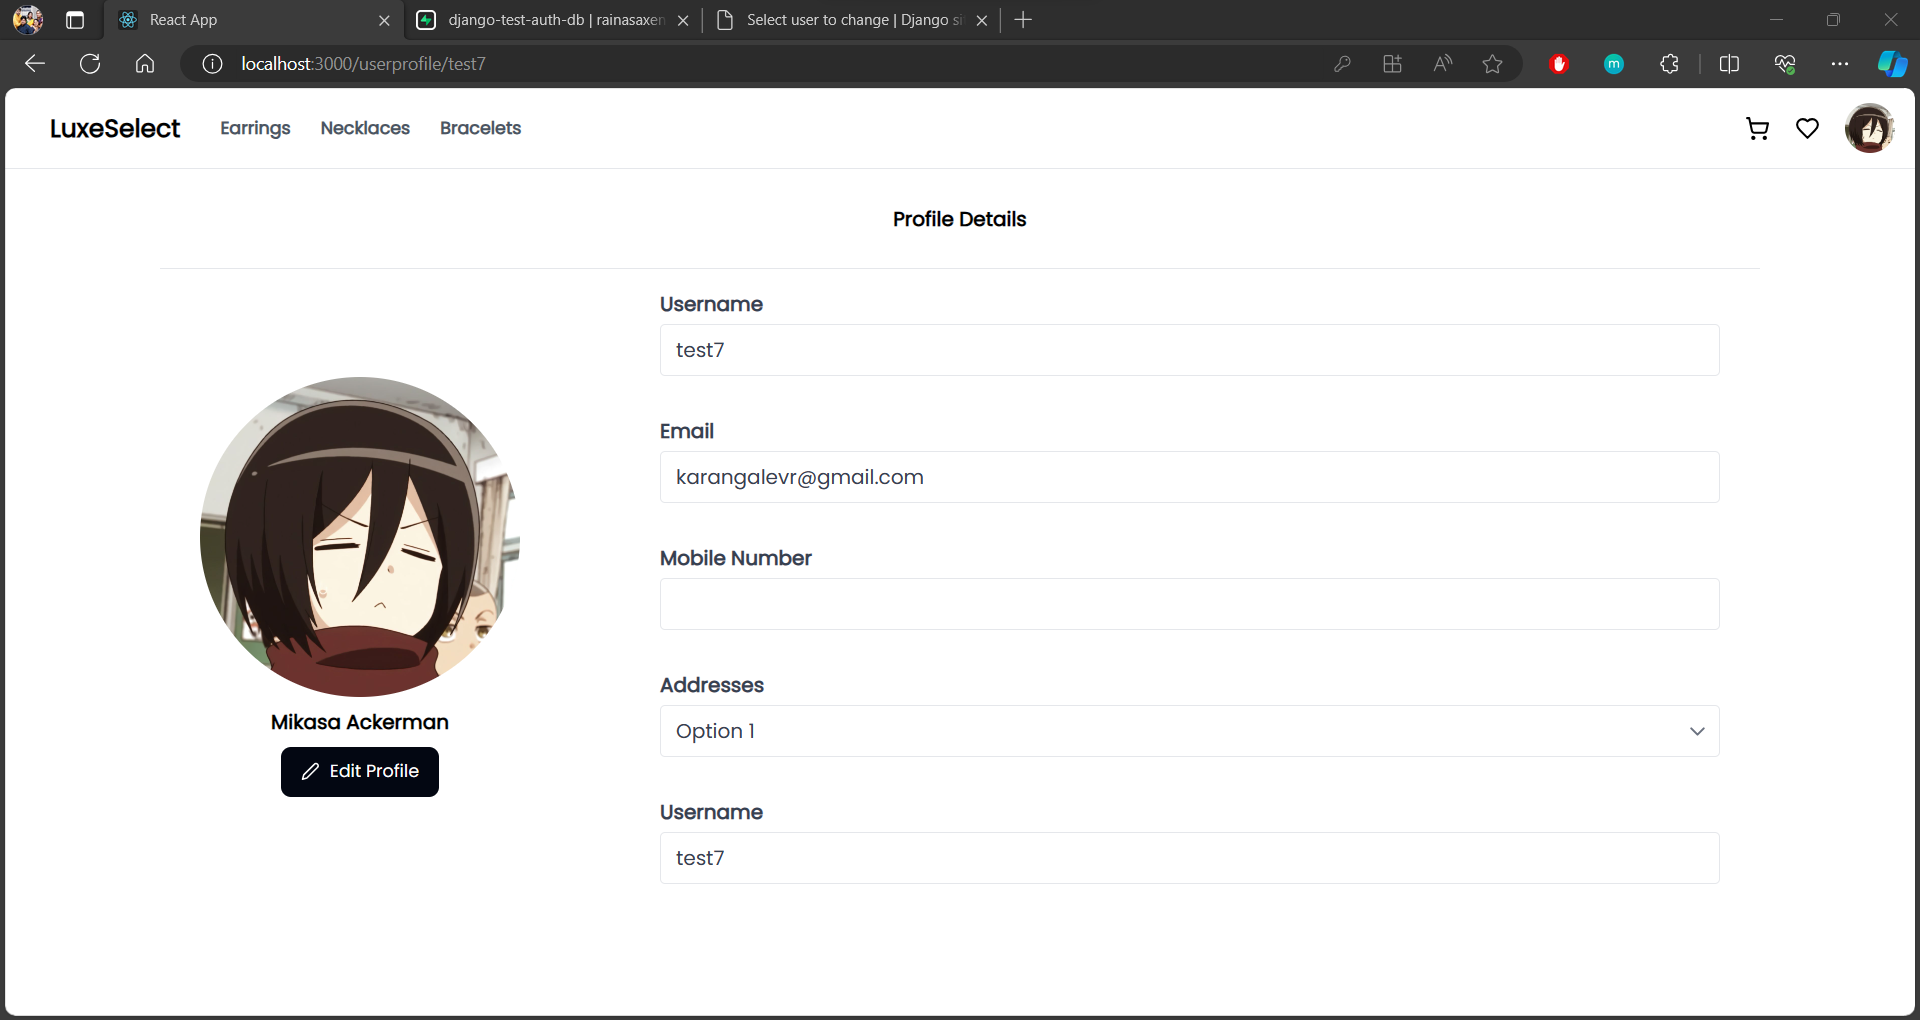 React App
django-test-auth-db | rainasaxen
Select user to change | Django si
localhost:3000/userprofile/test7
m
LuxeSelect
Earrings
Necklaces
Bracelets
Profile Details
Username
test7
Email
karangalevr@gmail.com
Mobile Number
Addresses
Option 1
Username
test7
Mikasa Ackerman
Edit Profile